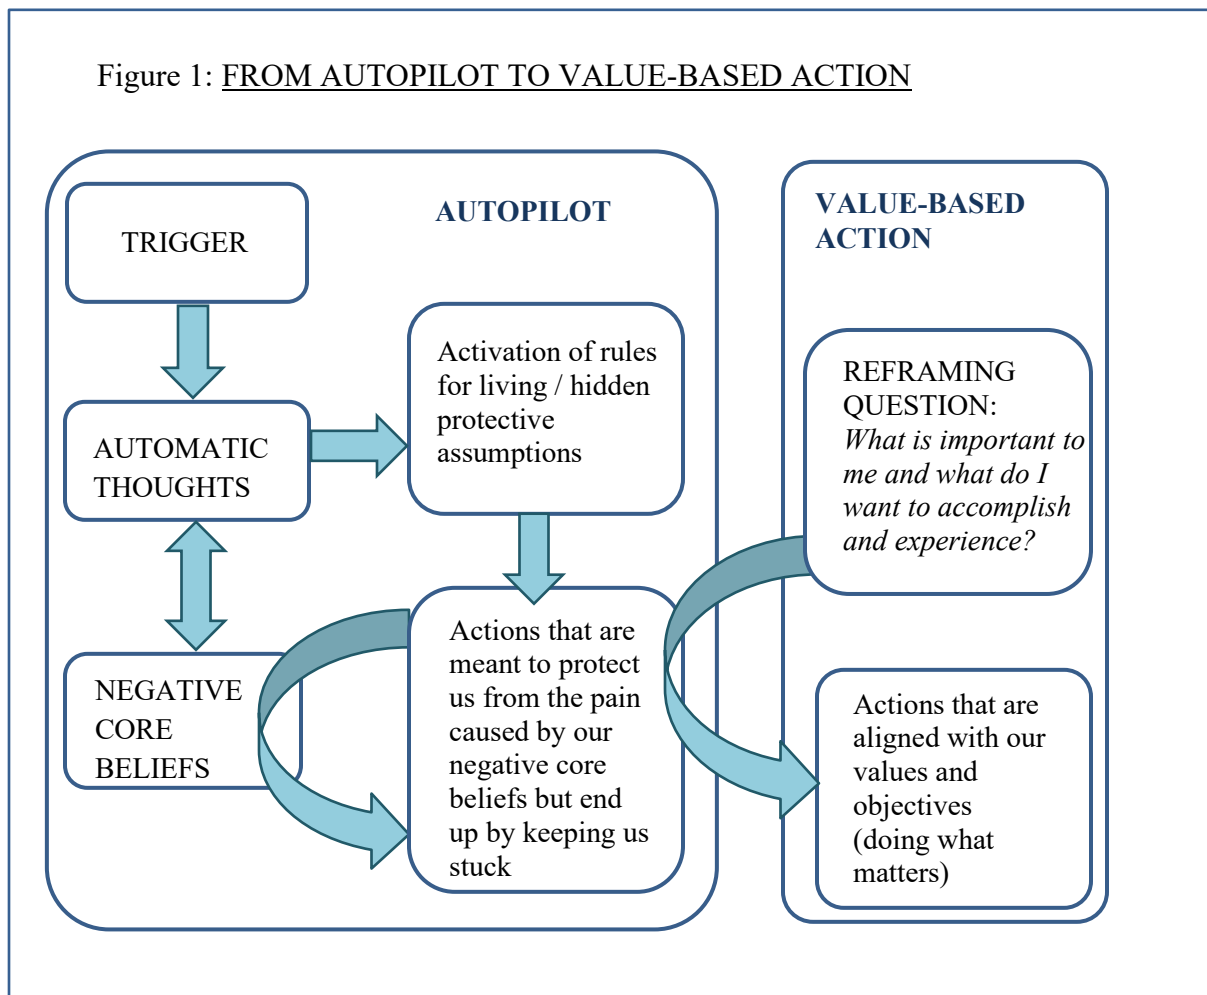 Figure 1: FROM AUTOPILOT TO VALUE-BASED ACTION
AUTOPILOT
TRIGGER
AUTOMATIC
THOUGHTS
NEGATIVE
CORE
BELIEFS
Activation of rules
for living / hidden
protective
assumptions
Actions that are
meant to protect
us from the pain
caused by our
negative core
beliefs but end
up by keeping us
stuck
VALUE-BASED
ACTION
REFRAMING
QUESTION:
What is important to
me and what do I
want to accomplish
and experience?
Actions that are
aligned with our
values and
objectives
(doing what
matters)